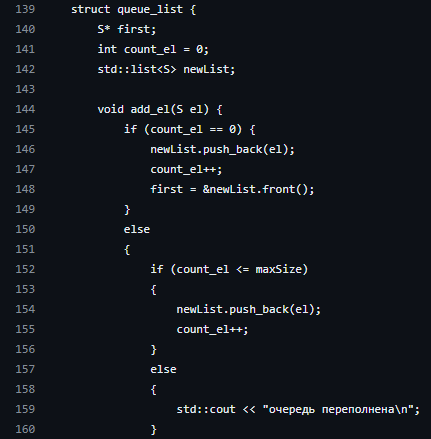 139 struct queue_list {
140 S* first;
141 int count_el = 0;
142 std::list<S> newList;
143
144 void add_el(S el) {
145 if (count_el == 0) {
146 newList.push_back(el);
147 count_el++;
148 first = &newList.front();
149 }
150 else
151 {
152 if (count_el <= maxSize)
153 {
154 newList.push_back(el);
155 count_el++;
156 }
157 else
158 {
159 std::cout << "очередь переполнена\n";
160 }